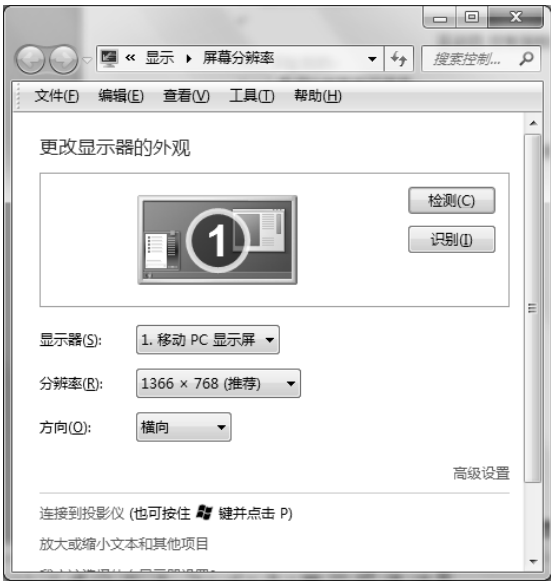 « 显示 ▸ 屏幕分辨率
搜索控制...
文件(F) 编辑(E) 查看(V) 工具(T) 帮助(H)
更改显示器的外观
1
检测(C)
识别(I)
显示器(S): 1. 移动 PC 显示屏
分辨率(R): 1366 × 768 (推荐)
方向(O): 横向
高级设置
连接到投影仪 (也可按住 键并点击 P)
放大或缩小文本和其他项目